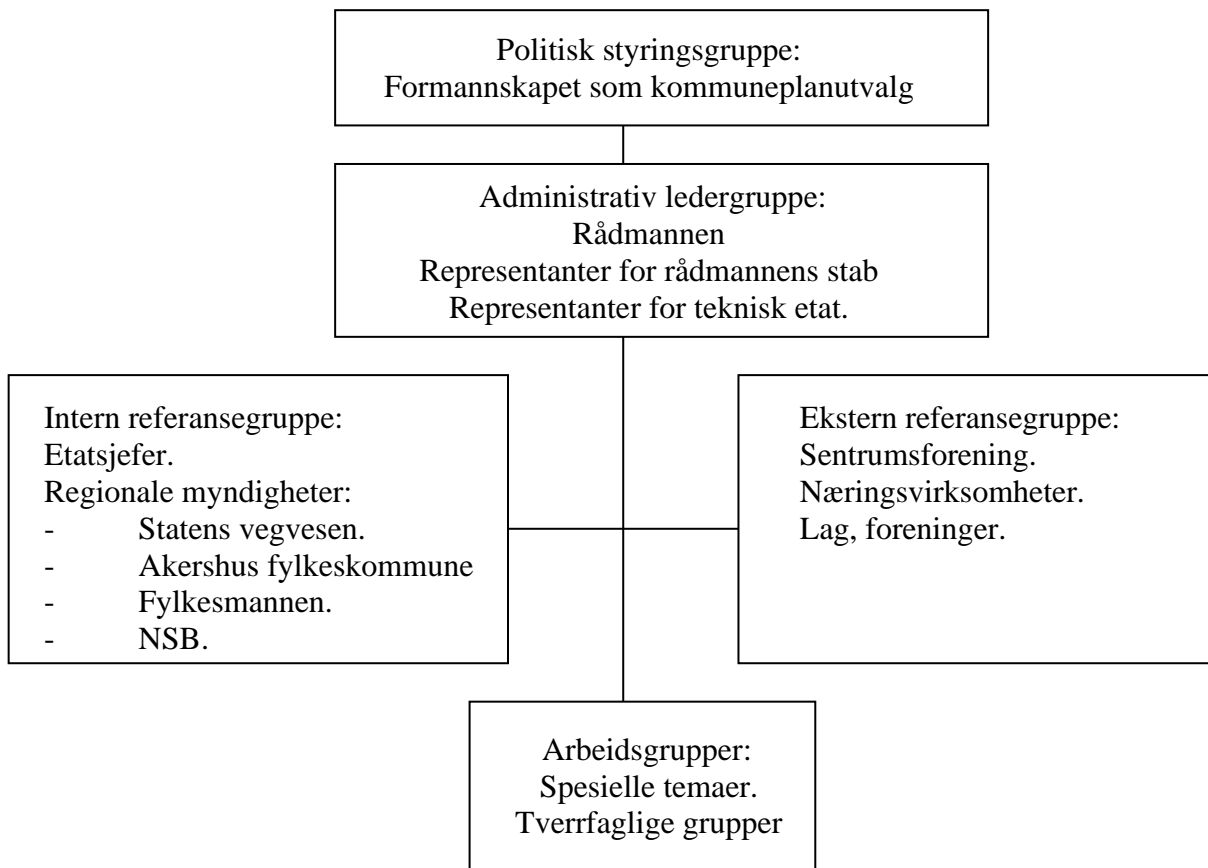 Politisk styringsgruppe:
Formannskapet som kommuneplanutvalg
Administrativ ledergruppe:
Rådmannen
Representanter for rådmannens stab
Representanter for teknisk etat.
Intern referansegruppe:
Etatsjefer.
Regionale myndigheter:
- Statens vegvesen.
- Akershus fylkeskommune
- Fylkesmannen.
- NSB.
Ekstern referansegruppe:
Sentrumsforening.
Næringsvirksomheter.
Lag, foreninger.
Arbeidsgrupper:
Spesielle temaer.
Tverrfaglige grupper